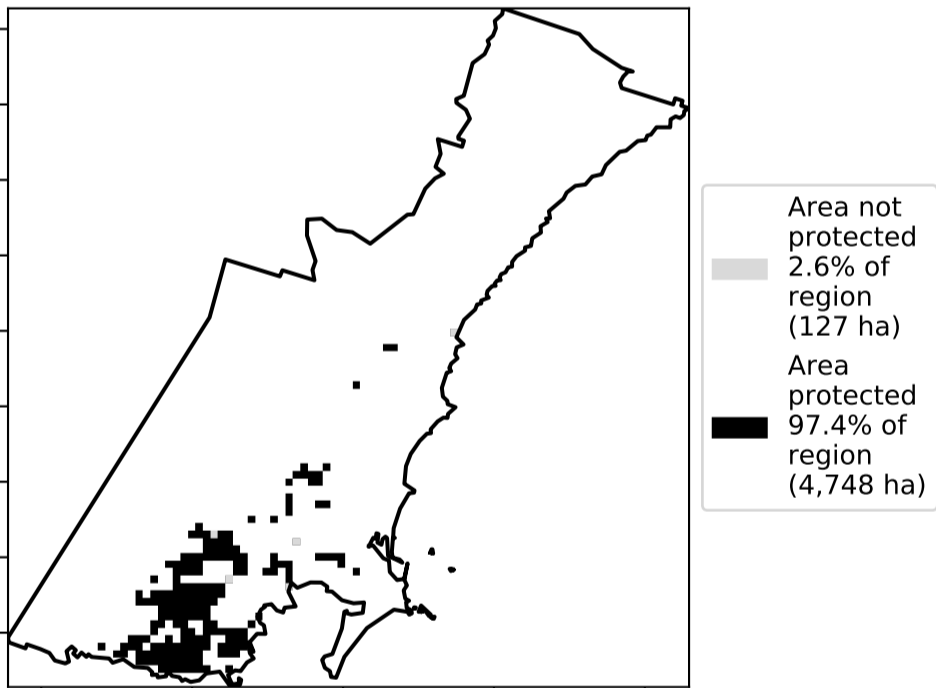 Area not
protected
2.6% of
region
(127 ha)
Area
protected
97.4% of
region
(4,748 ha)